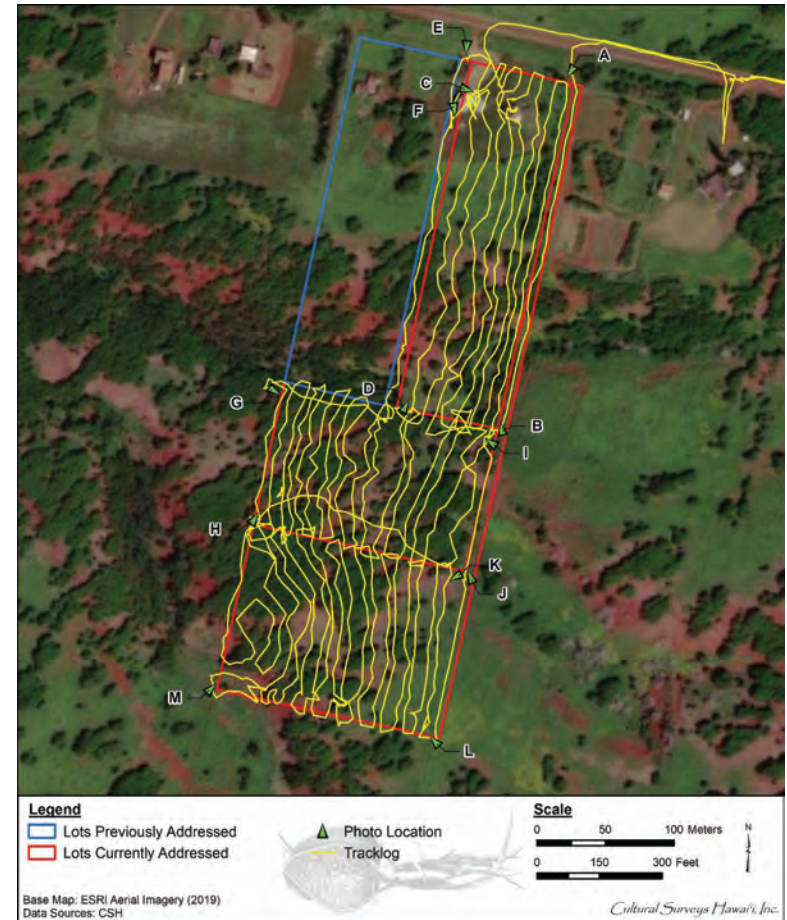 E
A
C
F
D
G
B
I
H
K
J
M
L
Legend
Lots Previously Addressed
Lots Currently Addressed
Photo Location
Tracklog
Scale
0 50 100 Meters
0 150 300 Feet
N
Base Map: ESRI Aerial Imagery (2019)
Data Sources: CSH
Cultural Surveys Hawai‘i, Inc.